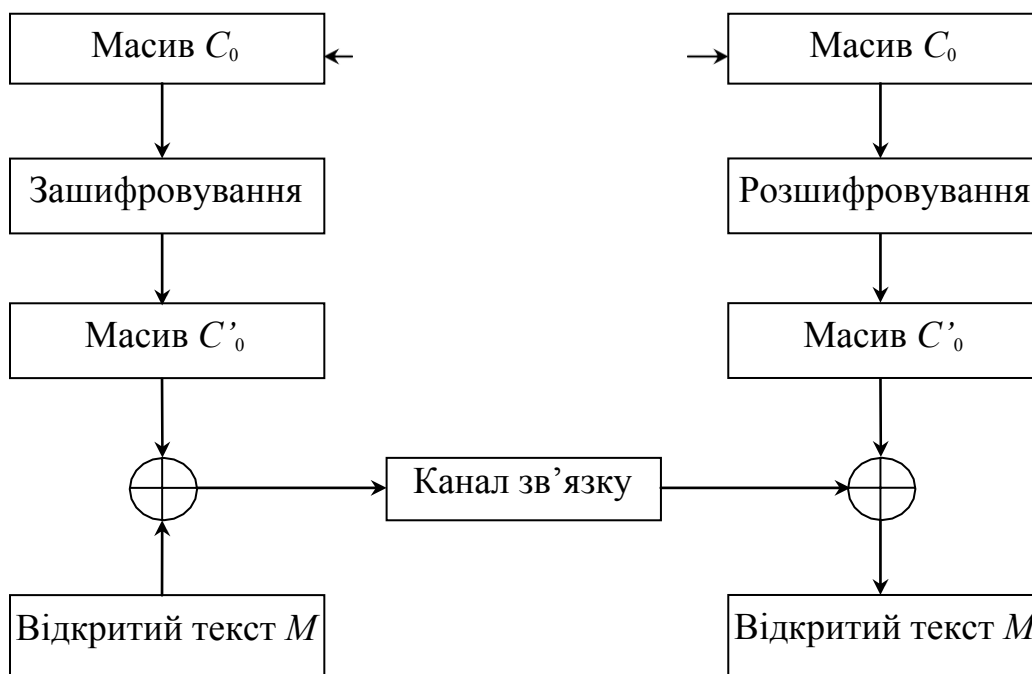 Масив C₀
Масив C₀
Зашифровування
Розшифровування
Масив C’₀
Масив C’₀
Канал зв’язку
Відкритий текст M
Відкритий текст M